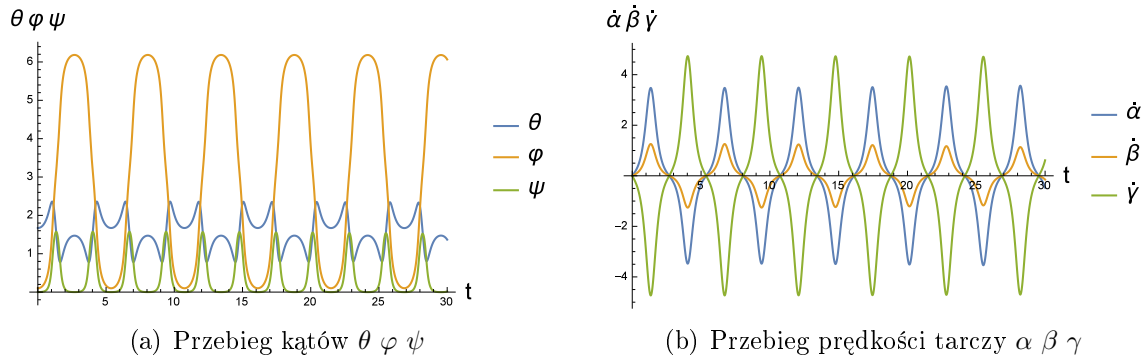 θ φ ψ
6
5
4
3
2
1
5 10 15 20 25 30 t
θ
φ
ψ
(a) Przebieg kątów θ φ ψ
α̇ β̇ γ̇
4
2
-2
-4
5 10 15 20 25 30 t
α̇
β̇
γ̇
(b) Przebieg prędkości tarczy α β γ